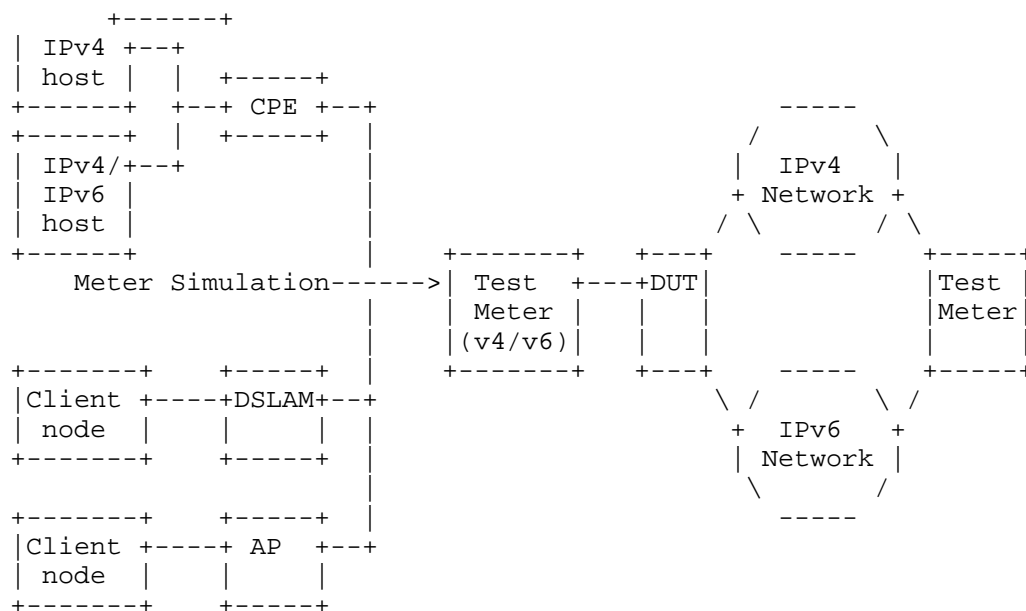 IPv4
host
CPE
IPv4/
IPv6
host
IPv4
Network
Meter Simulation
Test
Meter
(v4/v6)
DUT
Test
Meter
Client
node
DSLAM
IPv6
Network
Client
node
AP